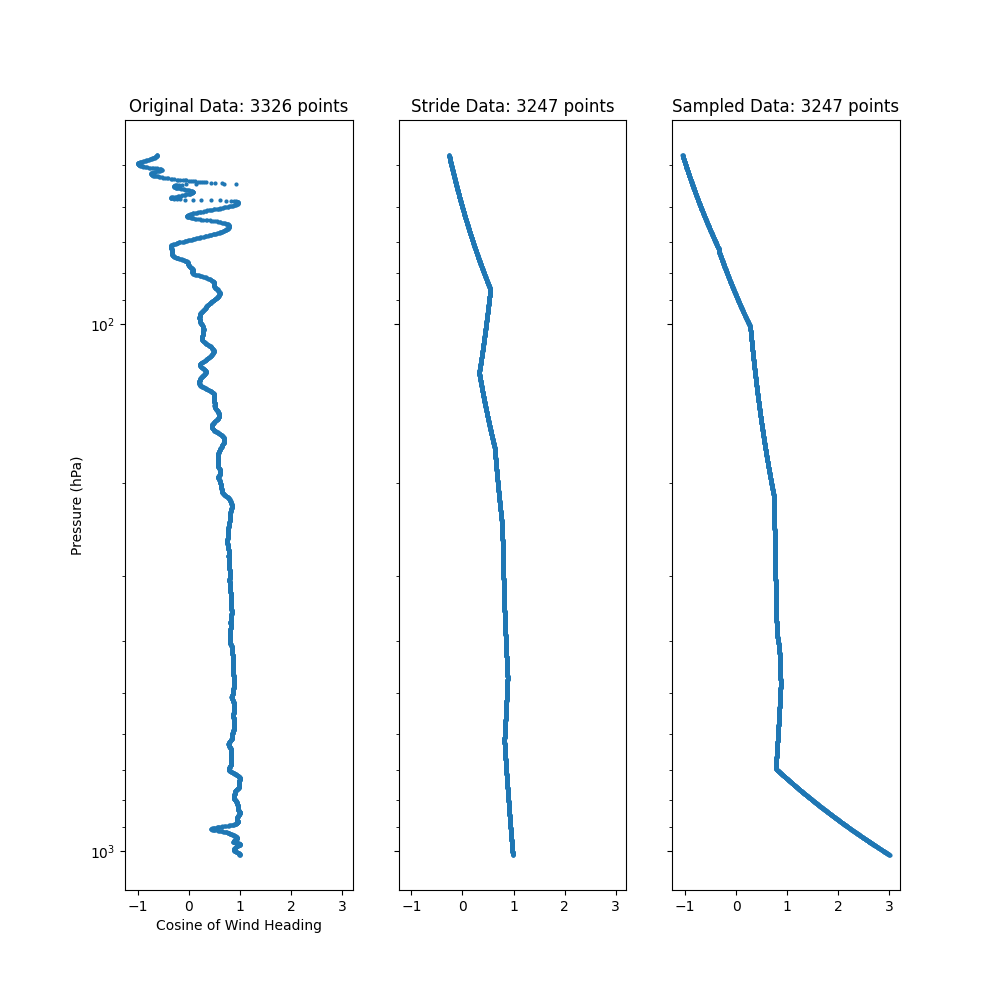 Original Data: 3326 points
Stride Data: 3247 points
Sampled Data: 3247 points
Pressure (hPa)
10²
10³
−1 0 1 2 3
−1 0 1 2 3
−1 0 1 2 3
Cosine of Wind Heading